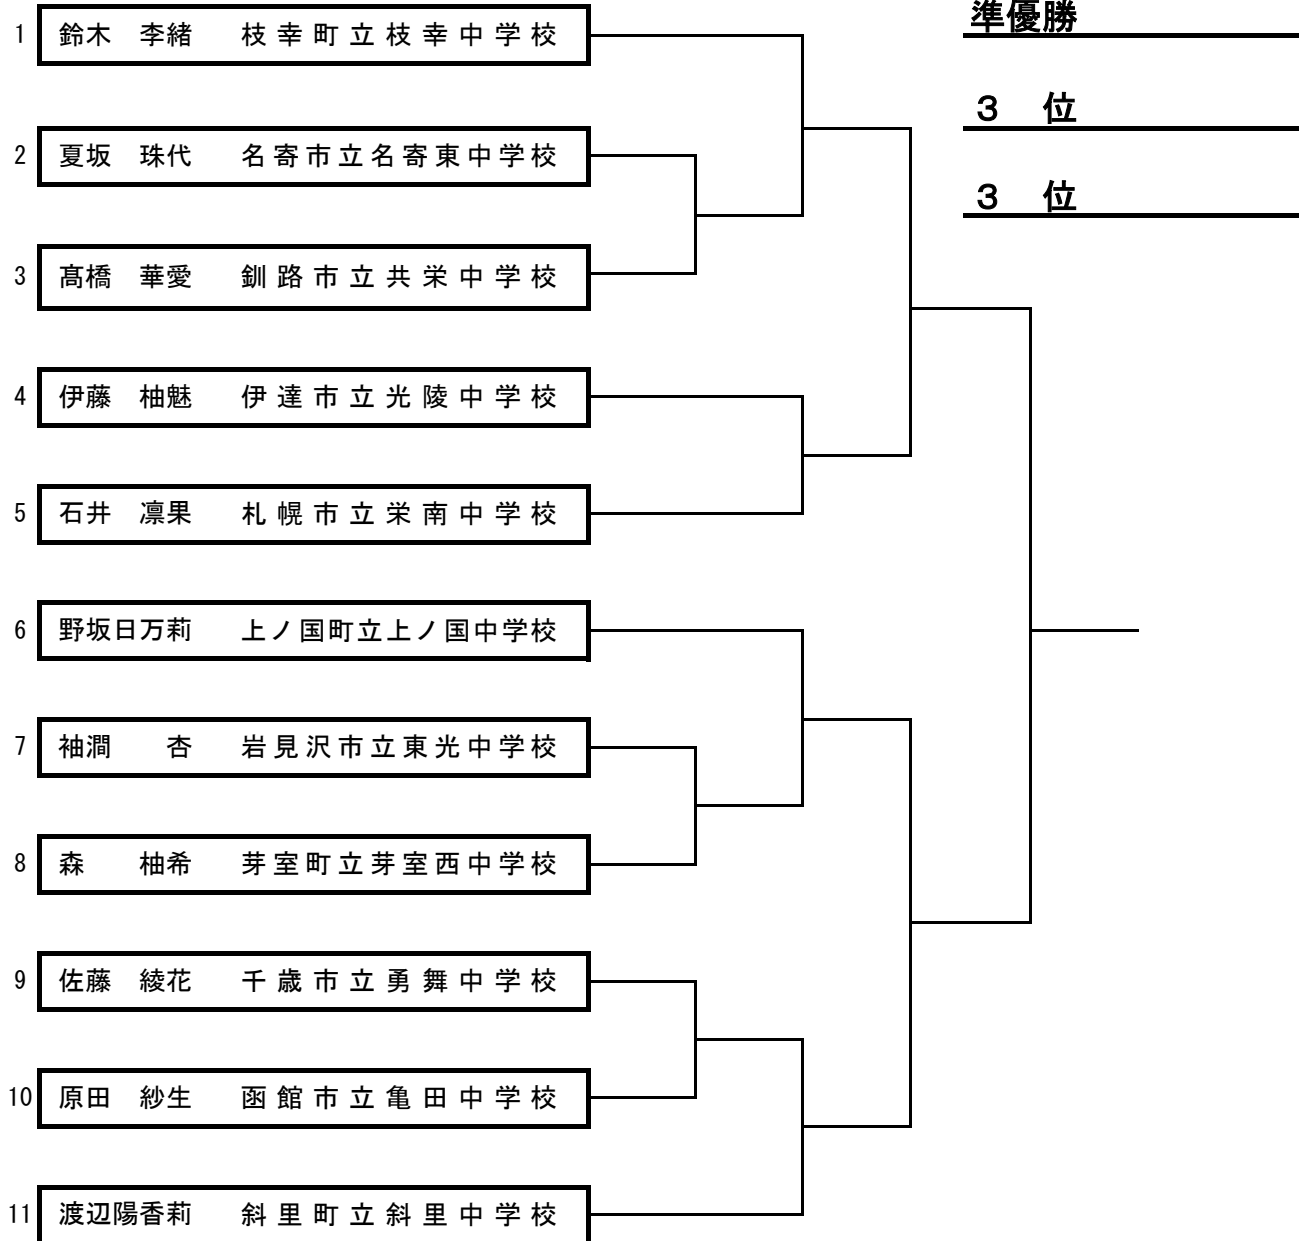 準優勝
3 位
3 位
1 鈴木 李緒 枝幸町立枝幸中学校
2 夏坂 珠代 名寄市立名寄東中学校
3 髙橋 華愛 釧路市立共栄中学校
4 伊藤 柚魅 伊達市立光陵中学校
5 石井 凛果 札幌市立栄南中学校
6 野坂日万莉 上ノ国町立上ノ国中学校
7 袖澗 杏 岩見沢市立東光中学校
8 森 柚希 芽室町立芽室西中学校
9 佐藤 綾花 千歳市立勇舞中学校
10 原田 紗生 函館市立亀田中学校
11 渡辺陽香莉 斜里町立斜里中学校